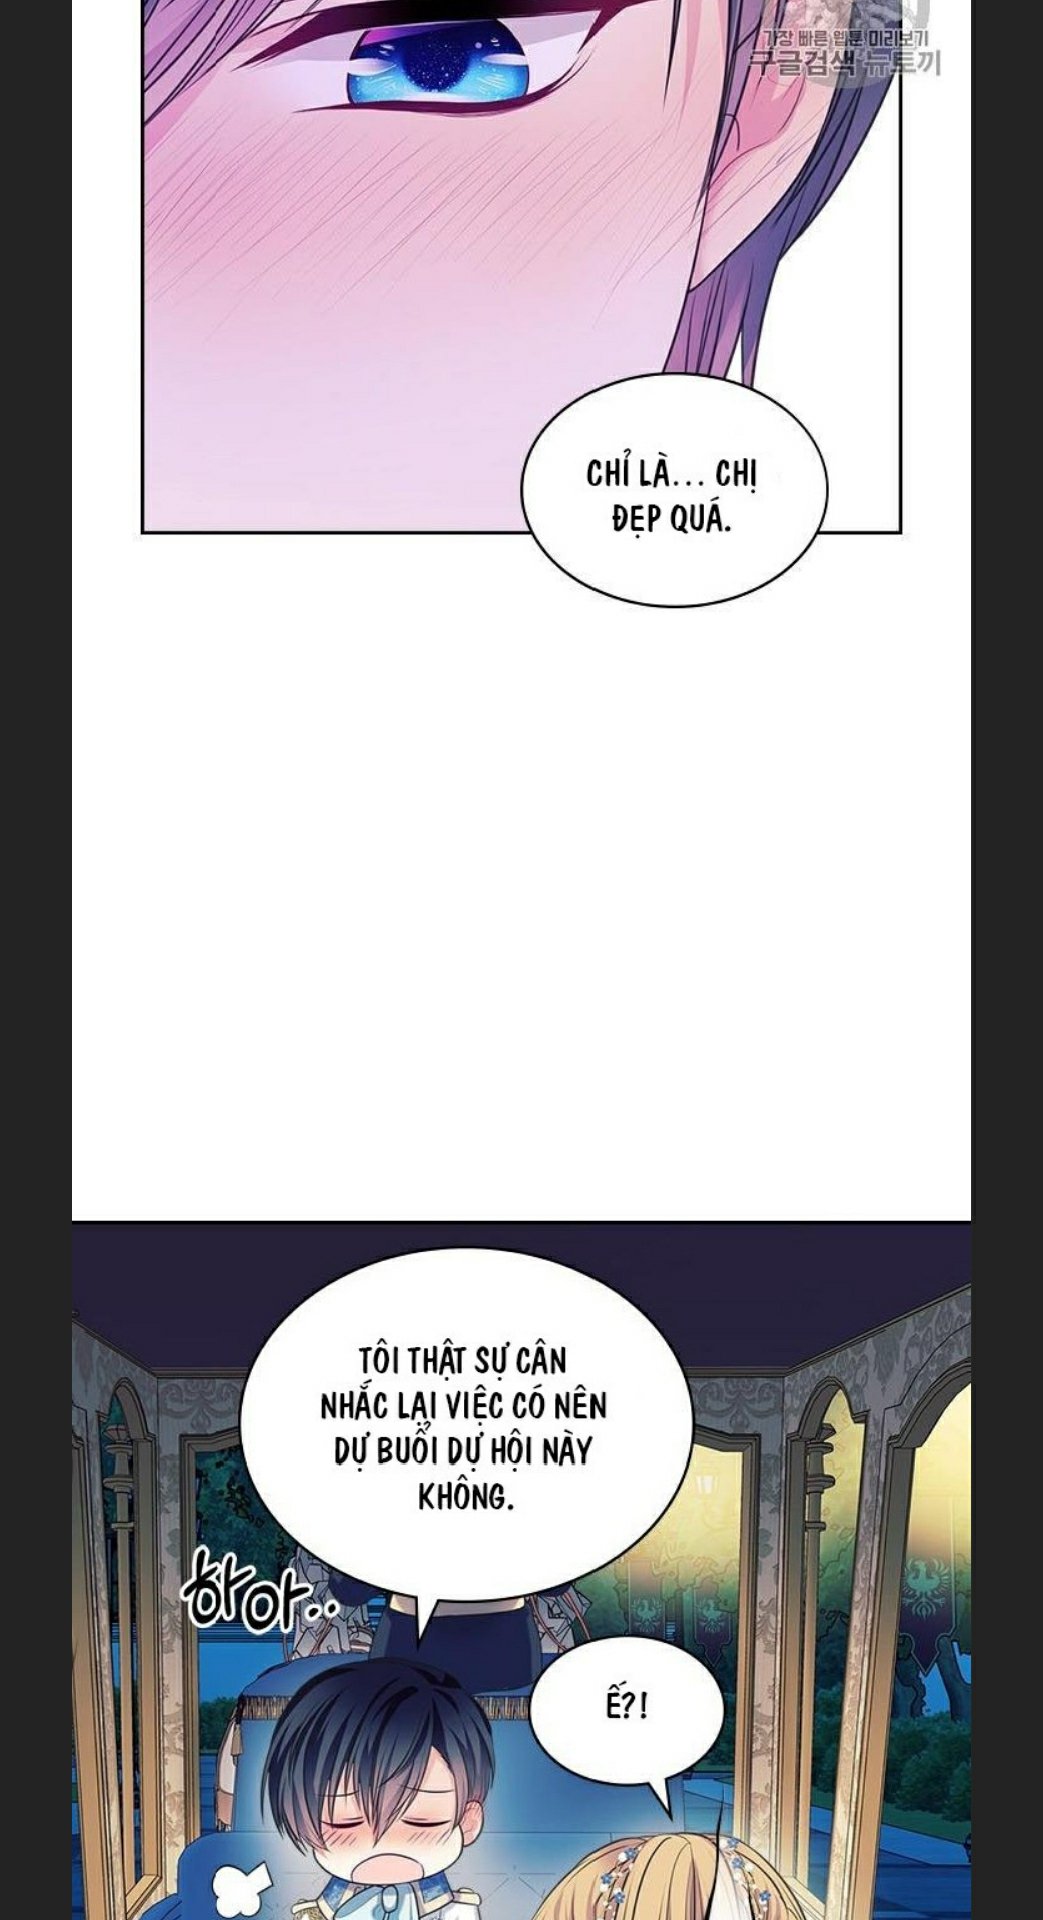 가장 빠른 웹툰 미리보기
구글검색 뉴토끼
CHỈ LÀ... CHỊ
ĐẸP QUÁ.
TÔI THẬT SỰ CÂN
NHẮC LẠI VIỆC CÓ NÊN
DỰ BUỔI DỰ HỘI NÀY
KHÔNG.
하아..
Ế?!